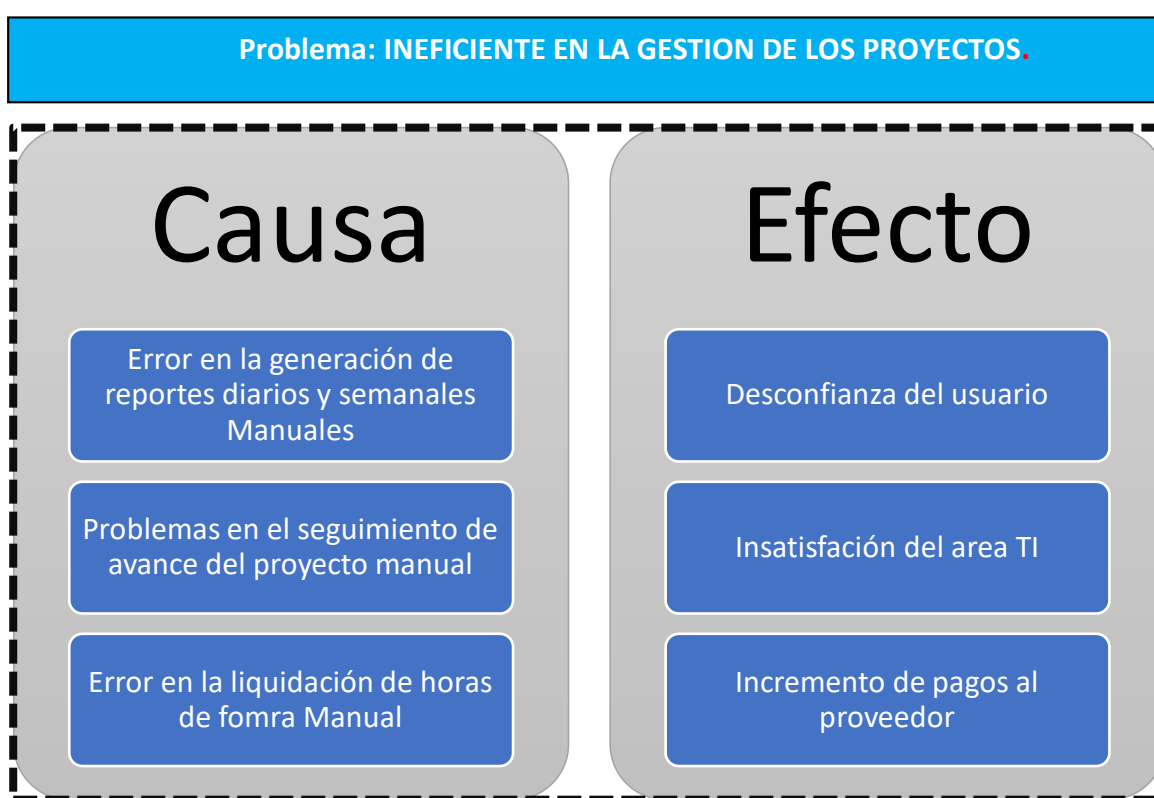 Problema: INEFICIENTE EN LA GESTION DE LOS PROYECTOS.
Causa
Error en la generación de
reportes diarios y semanales
Manuales
Problemas en el seguimiento de
avance del proyecto manual
Error en la liquidación de horas
de fomra Manual
Efecto
Desconfianza del usuario
Insatisfación del area TI
Incremento de pagos al
proveedor